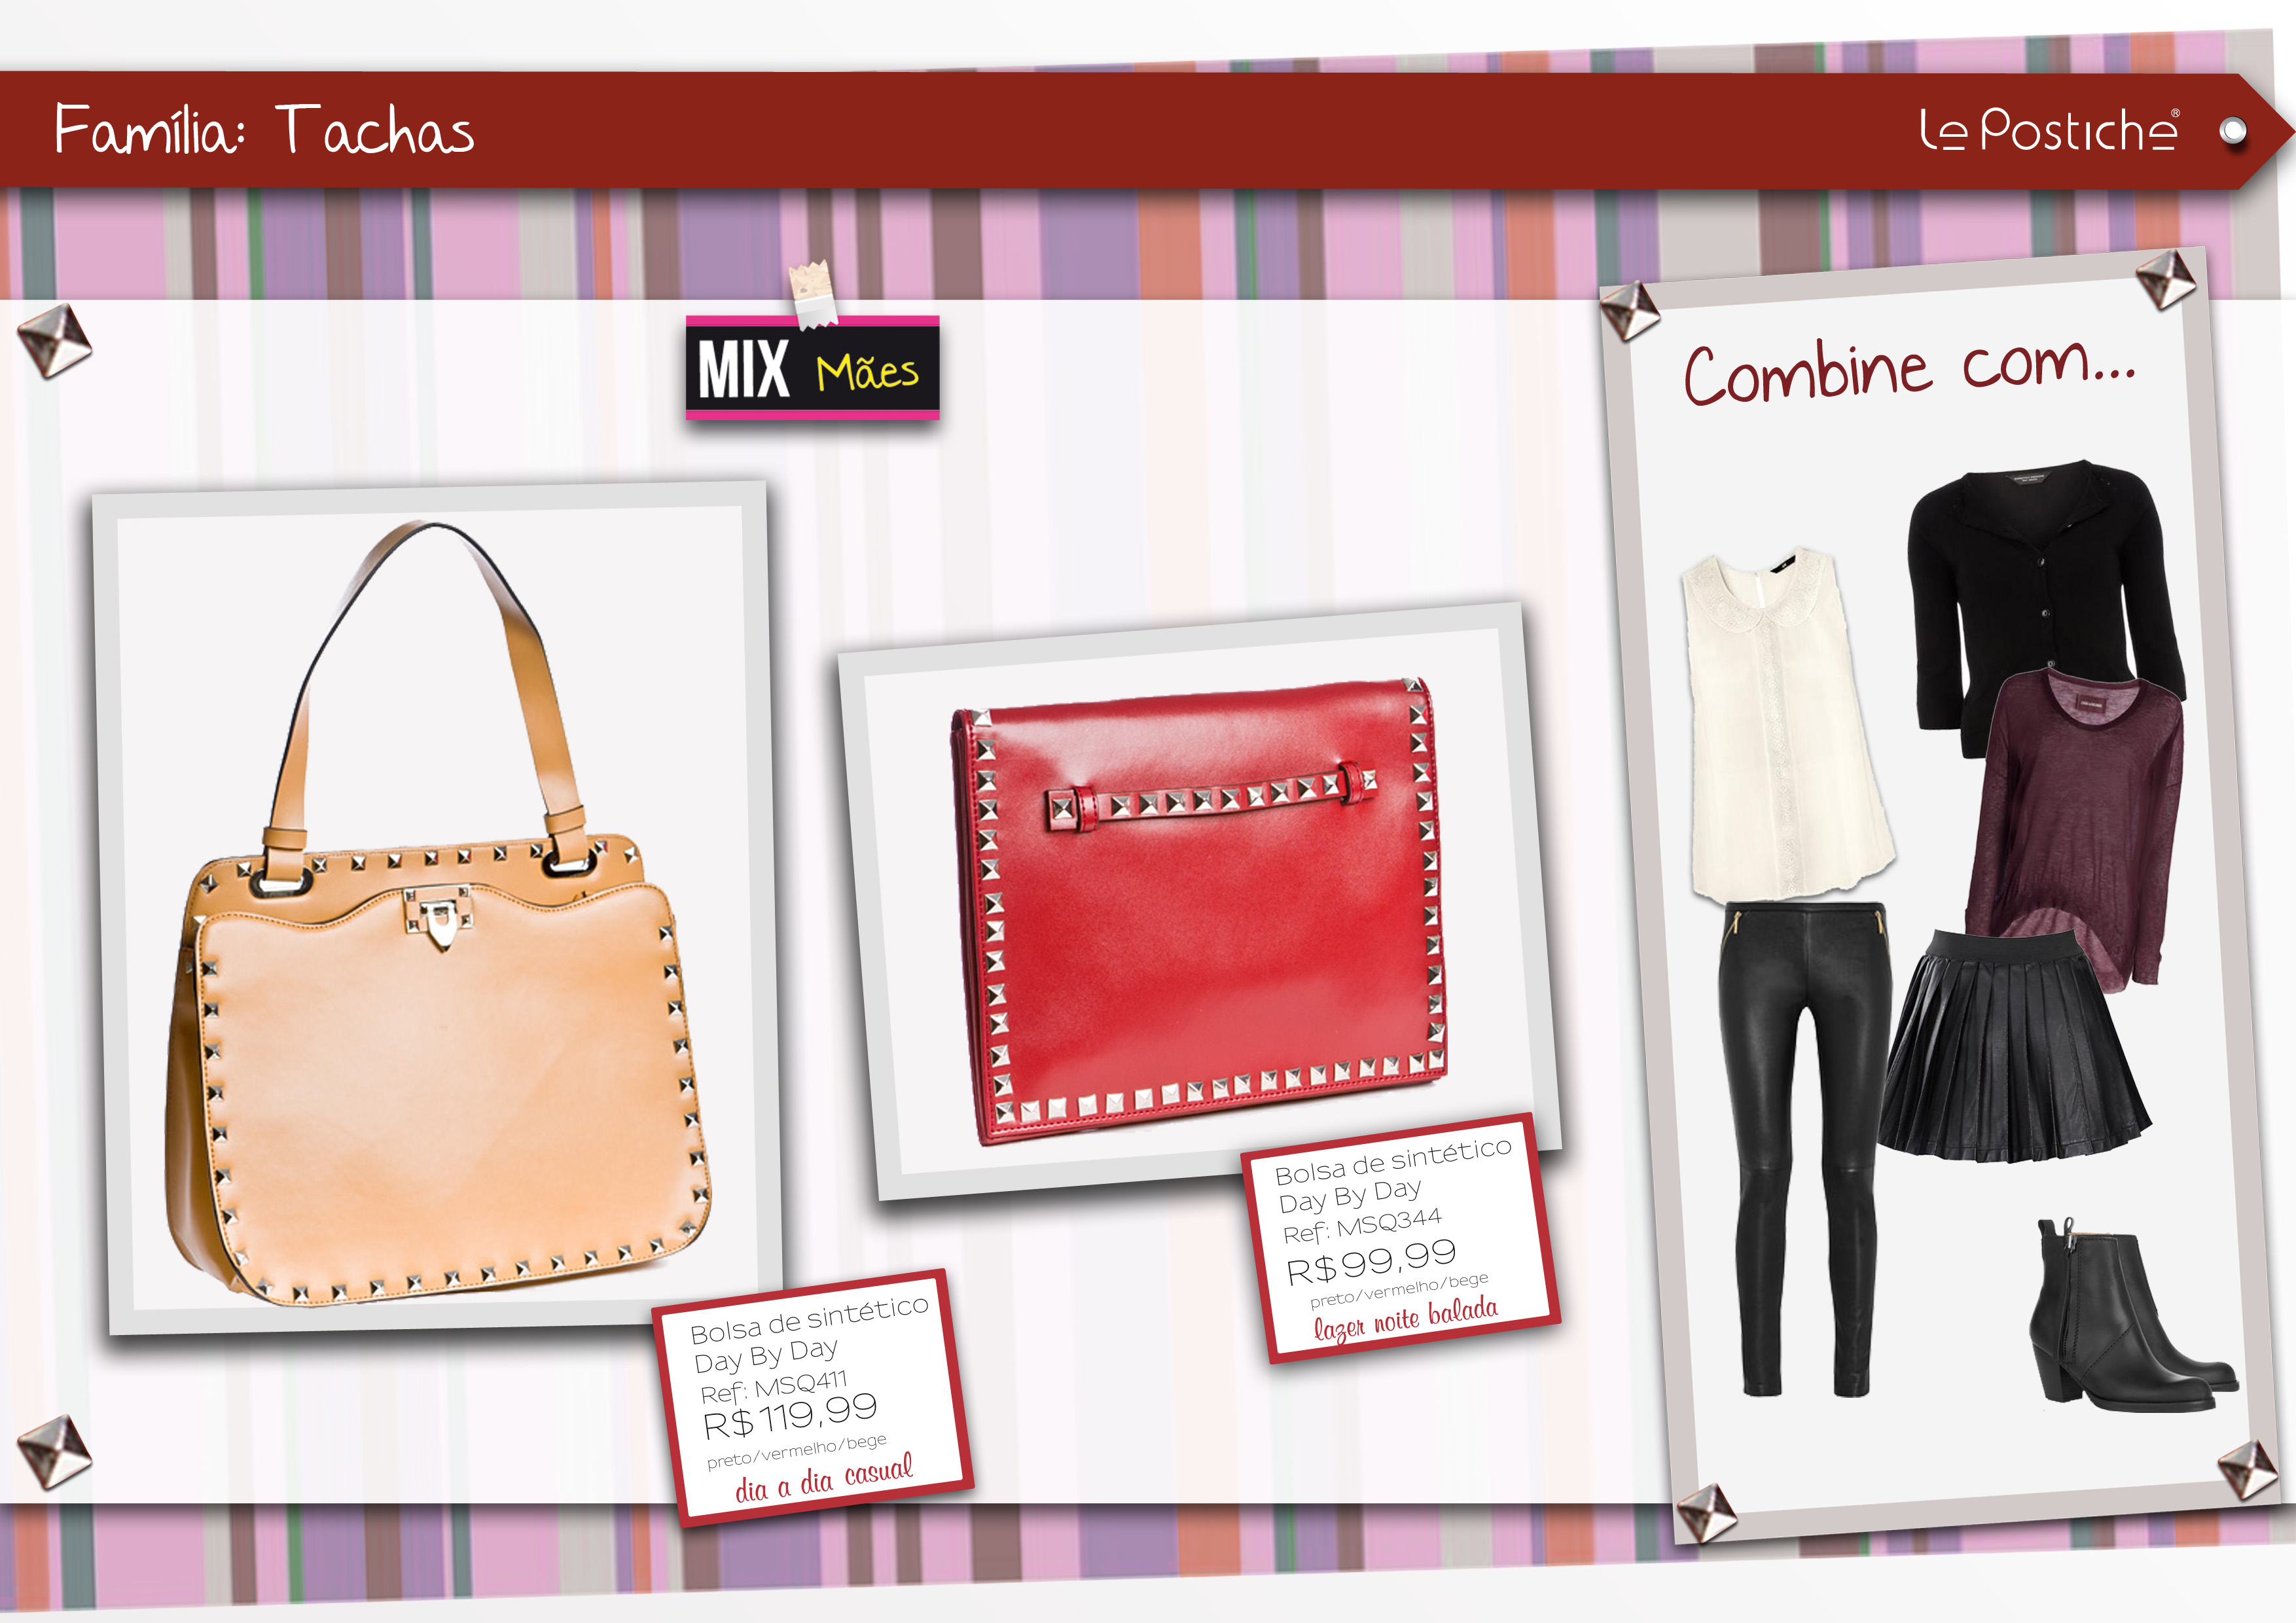 Família: Tachas
Le Postiche®
MIX Mães
Combine com...
Bolsa de sintético
Day By Day
Ref: MSQ344
R$99,99
preto/vermelho/bege
lazer noite balada
Bolsa de sintético
Day By Day
Ref: MSQ411
R$119,99
preto/vermelho/bege
dia a dia casual